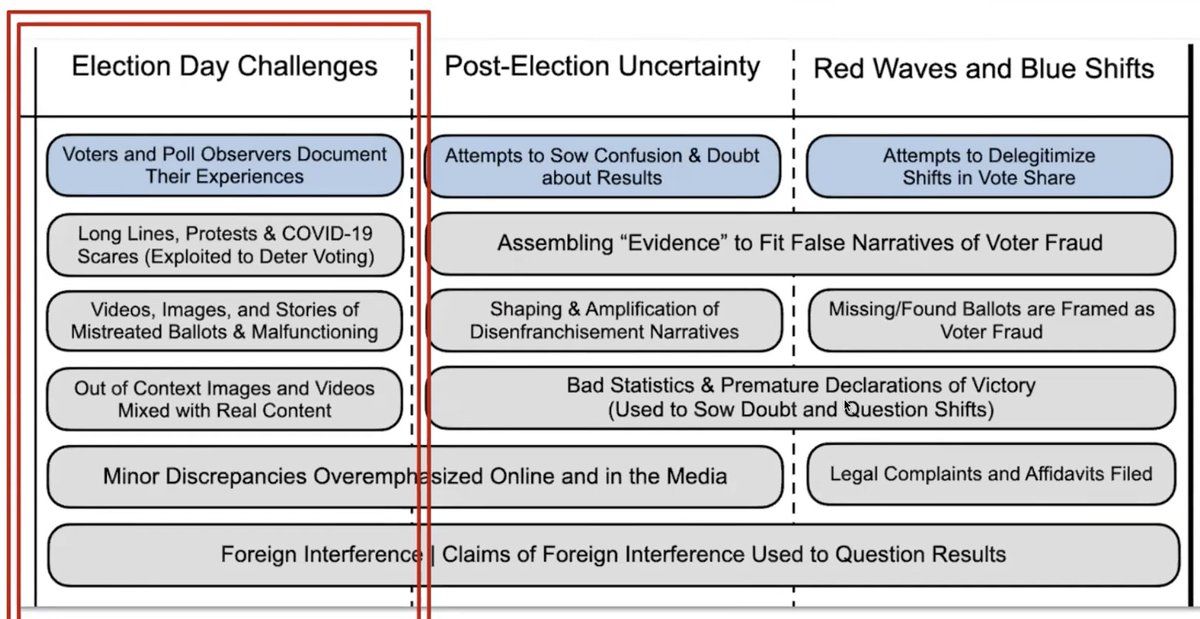 Election Day Challenges
Post-Election Uncertainty
Red Waves and Blue Shifts
Voters and Poll Observers Document
Their Experiences
Attempts to Sow Confusion & Doubt
about Results
Attempts to Delegitimize
Shifts in Vote Share
Long Lines, Protests & COVID-19
Scares (Exploited to Deter Voting)
Assembling “Evidence” to Fit False Narratives of Voter Fraud
Videos, Images, and Stories of
Mistreated Ballots & Malfunctioning
Shaping & Amplification of
Disenfranchisement Narratives
Missing/Found Ballots are Framed as
Voter Fraud
Out of Context Images and Videos
Mixed with Real Content
Bad Statistics & Premature Declarations of Victory
(Used to Sow Doubt and Question Shifts)
Minor Discrepancies Overemphasized Online and in the Media
Legal Complaints and Affidavits Filed
Foreign Interference | Claims of Foreign Interference Used to Question Results